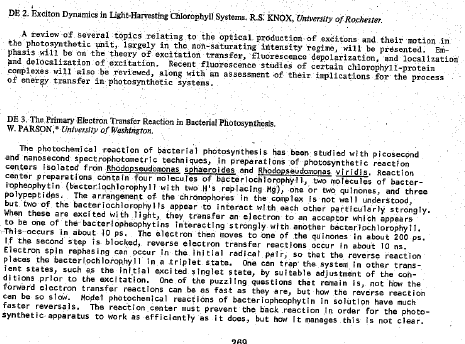 DE 2. Exciton Dynamics in Light-Harvesting Chlorophyll Systems. R.S. KNOX, University of Rochester.
A review of several topics relating to the optical production of excitons and their motion in
the photosynthetic unit, largely in the non-saturating intensity regime, will be presented. Em-
phasis will be on the theory of excitation transfer, fluorescence depolarization, and localization
and delocalization of excitation. Recent fluorescence studies of certain chlorophyll-protein
complexes will also be reviewed, along with an assessment of their implications for the process
of energy transfer in photosynthetic systems.
DE 3. The Primary Electron Transfer Reaction in Bacterial Photosynthesis.
W. PARSON,* University of Washington.
The photochemical reaction of bacterial photosynthesis has been studied with picosecond
and nanosecond spectrophotometric techniques, in preparations of photosynthetic reaction
centers isolated from Rhodopseudomonas sphaeroides and Rhodopseudomonas viridis. Reaction
center preparations contain four molecules of bacteriochlorophyll, two molecules of bacter-
iopheophytin (bacteriochlorophyll with two H's replacing Mg), one or two quinones, and three
polypeptides. The arrangement of the chromophores in the complex is not well understood,
but two of the bacteriochlorophylls appear to interact with each other particularly strongly.
When these are excited with light, they transfer an electron to an acceptor which appears
to be one of the bacteriopheophytins interacting strongly with another bacteriochlorophyll.
This occurs in about 10 ps. The electron then moves to one of the quinones in about 200 ps.
If the second step is blocked, reverse electron transfer reactions occur in about 10 ns.
Electron spin rephasing can occur in the initial radical pair, so that the reverse reaction
places the bacteriochlorophyll in a triplet state. One can trap the system in other trans-
ient states, such as the initial excited singlet state, by suitable adjustment of the con-
ditions prior to the excitation. One of the puzzling questions that remain is, not how the
forward electron transfer reactions can be as fast as they are, but how the reverse reaction
can be so slow. Model photochemical reactions of bacteriopheophytin in solution have much
faster reversals. The reaction center must prevent the back reaction in order for the photo-
synthetic apparatus to work as efficiently as it does, but how it manages this is not clear.
269